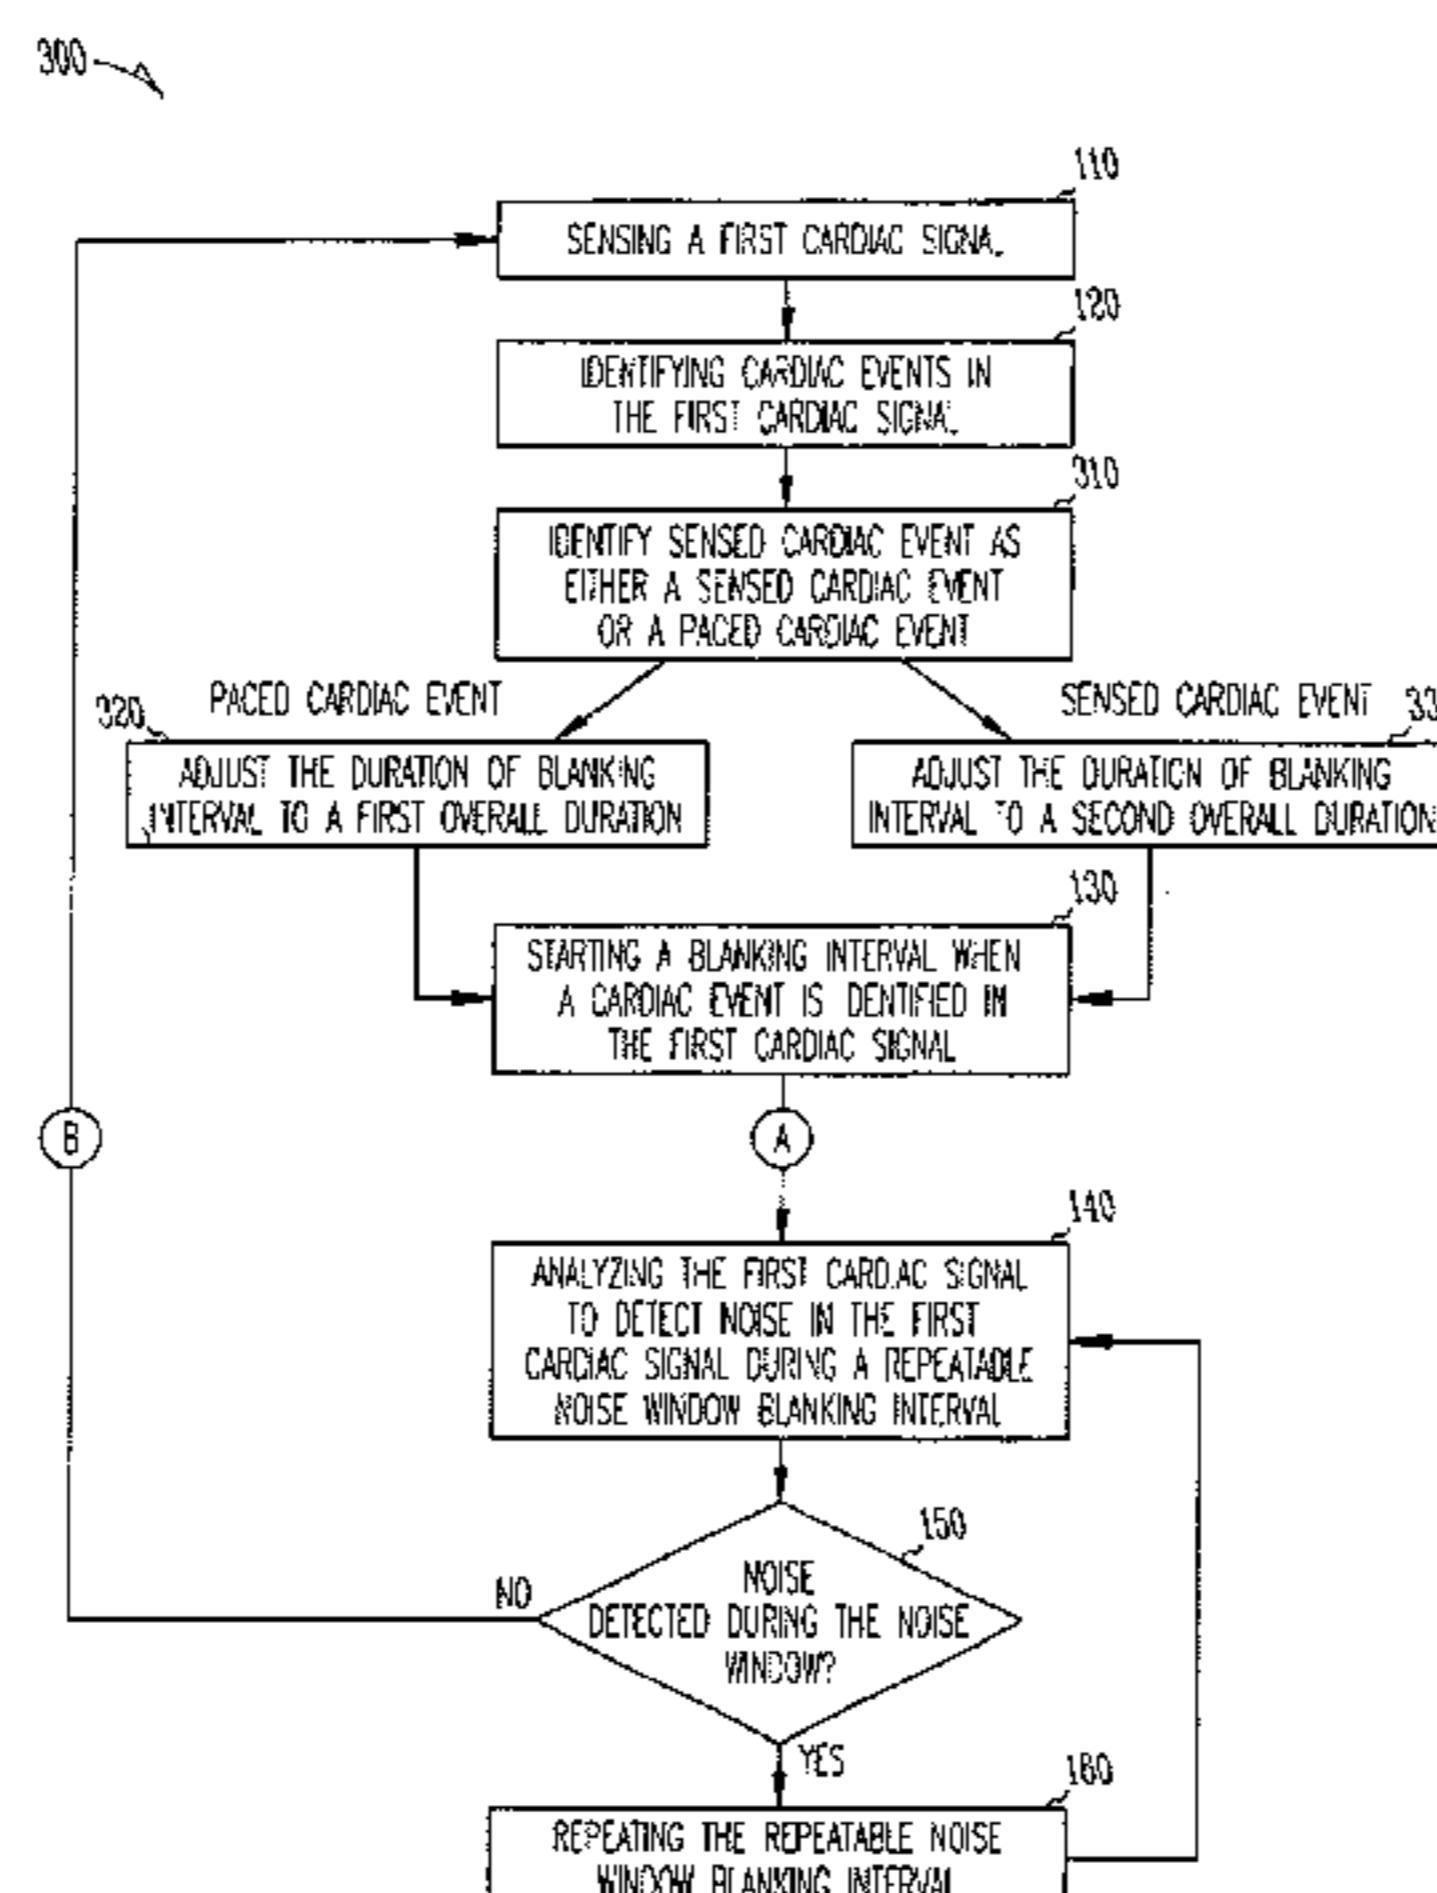 300
110
SENSING A FIRST CARDIAC SIGNAL
120
IDENTIFYING CARDIAC EVENTS IN
THE FIRST CARDIAC SIGNAL
310
IDENTIFY SENSED CARDIAC EVENT AS
EITHER A SENSED CARDIAC EVENT
OR A PACED CARDIAC EVENT
PACED CARDIAC EVENT
SENSED CARDIAC EVENT
320
33
ADJUST THE DURATION OF BLANKING
INTERVAL TO A FIRST OVERALL DURATION
ADJUST THE DURATION OF BLANKING
INTERVAL TO A SECOND OVERALL DURATION
130
STARTING A BLANKING INTERVAL WHEN
A CARDIAC EVENT IS IDENTIFIED IN
THE FIRST CARDIAC SIGNAL
B
A
140
ANALYZING THE FIRST CARDIAC SIGNAL
TO DETECT NOISE IN THE FIRST
CARDIAC SIGNAL DURING A REPEATABLE
NOISE WINDOW BLANKING INTERVAL
150
NO
NOISE
DETECTED DURING THE NOISE
WINDOW?
YES
160
REPEATING THE REPEATABLE NOISE
WINDOW BLANKING INTERVAL